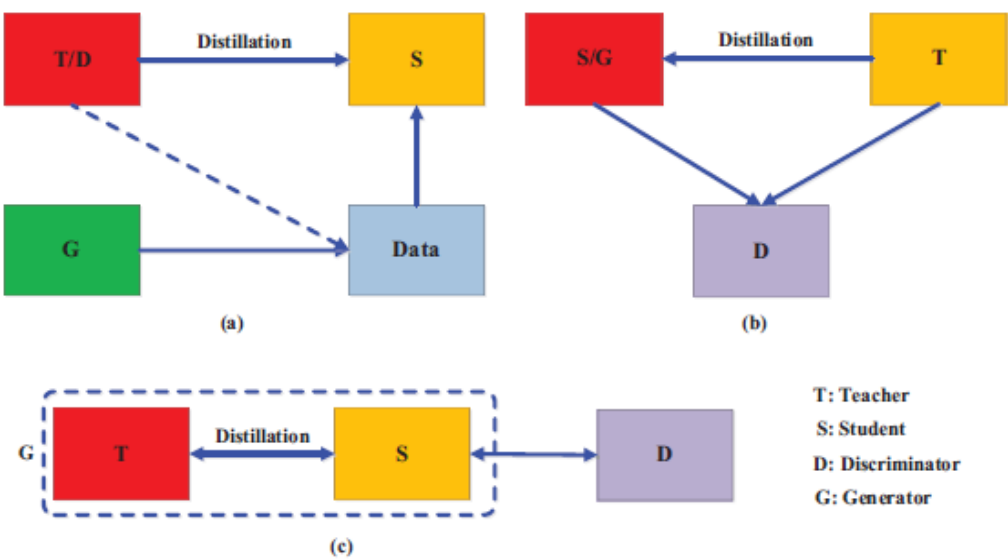 T/D
Distillation
S
G
Data
(a)
S/G
Distillation
T
D
(b)
G
T
Distillation
S
D
(c)
T: Teacher
S: Student
D: Discriminator
G: Generator